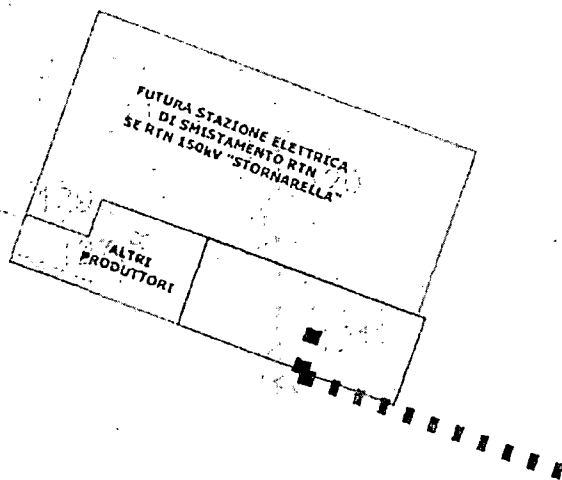 FUTURA STAZIONE ELETTRICA
DI SMISTAMENTO RTN
SE RTN 150kV "STORNARELLA"
ALTRI
PRODUTTORI